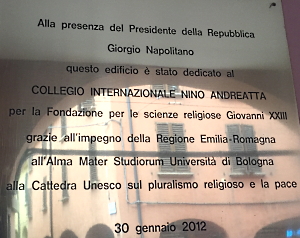 Alla presenza del Presidente della Repubblica
Giorgio Napolitano
questo edificio è stato dedicato al
COLLEGIO INTERNAZIONALE NINO ANDREATTA
per la Fondazione per le scienze religiose Giovanni XXIII
grazie all'impegno della Regione Emilia-Romagna
all'Alma Mater Studiorum Università di Bologna
alla Cattedra Unesco sul pluralismo religioso e la pace
30 gennaio 2012